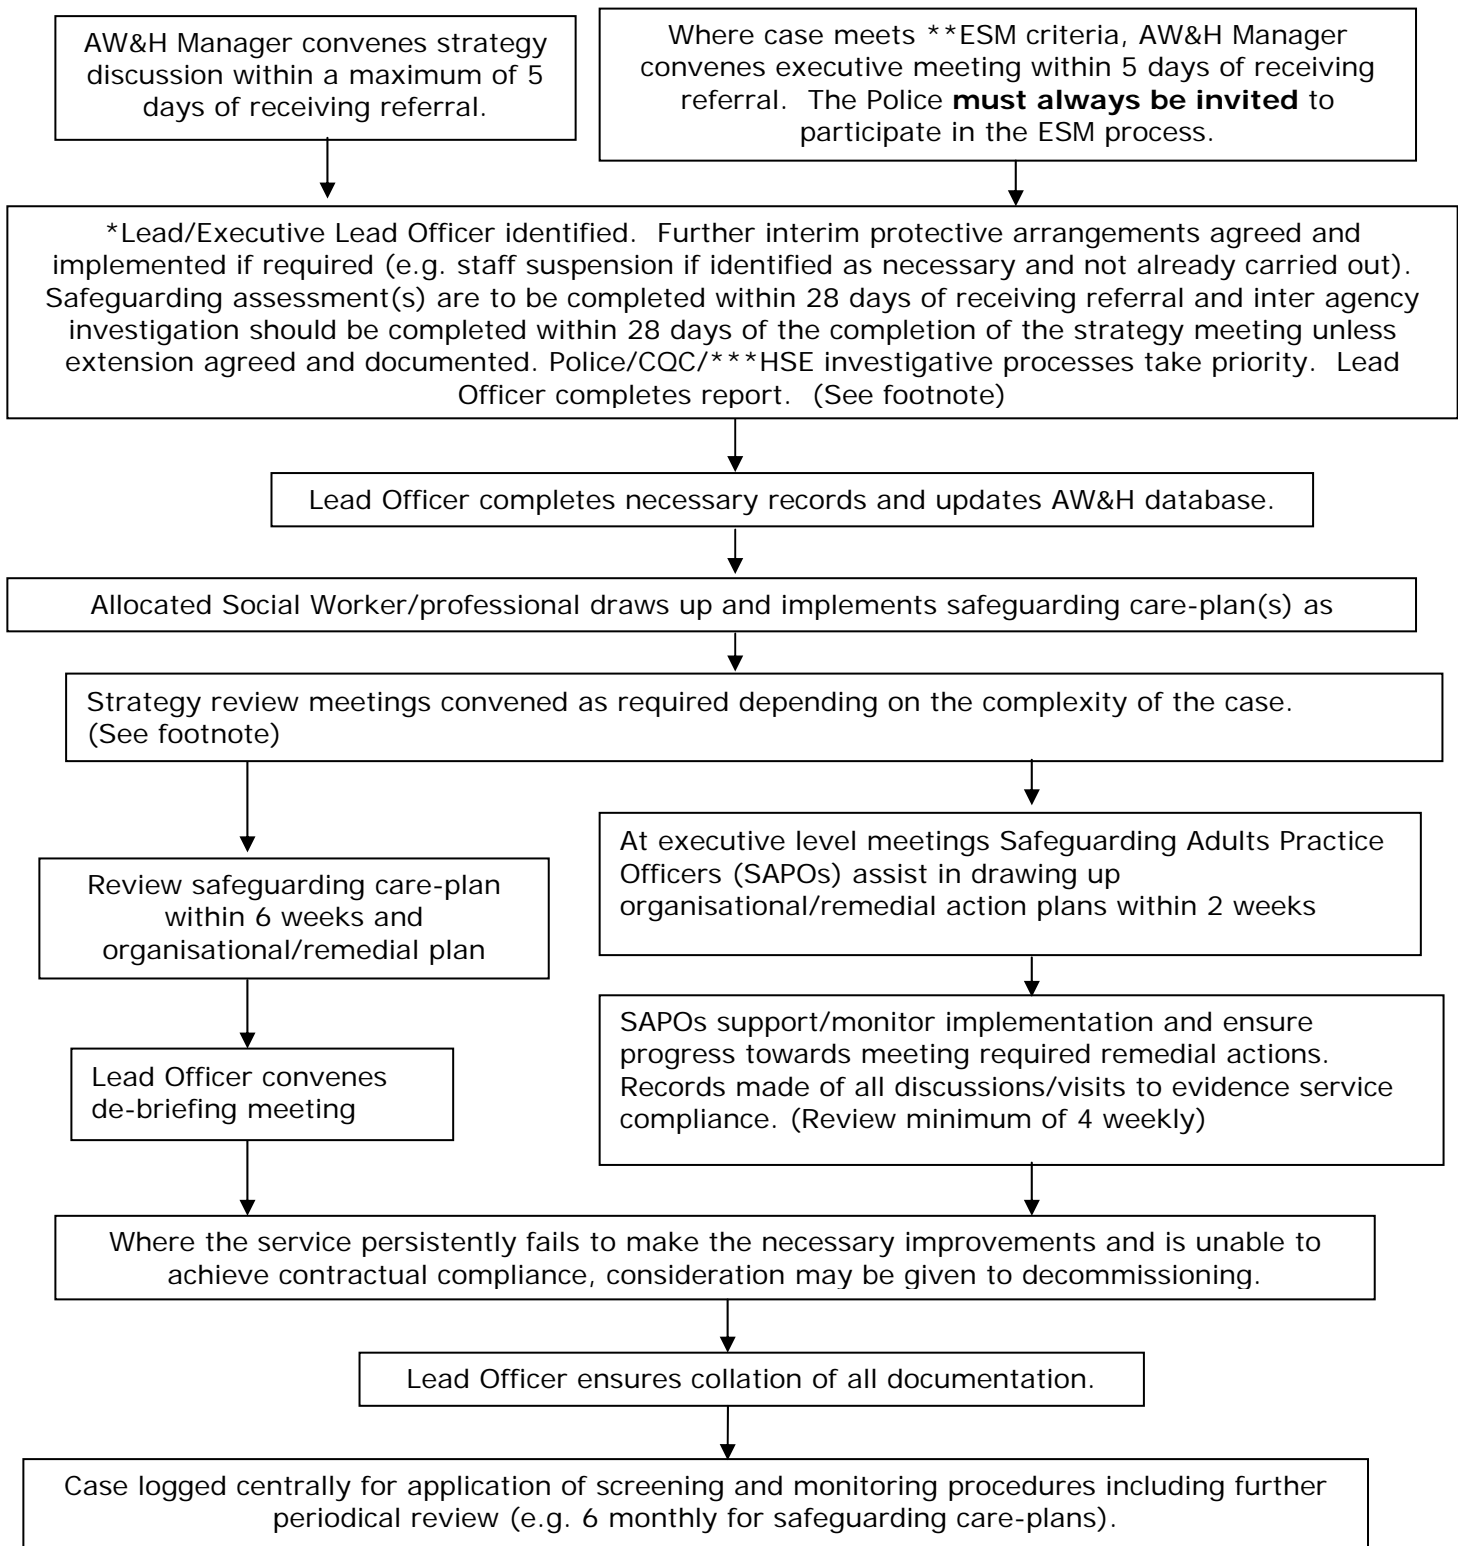 AW&H Manager convenes strategy
discussion within a maximum of 5
days of receiving referral.
Where case meets **ESM criteria, AW&H Manager
convenes executive meeting within 5 days of receiving
referral.  The Police must always be invited to
participate in the ESM process.
*Lead/Executive Lead Officer identified.  Further interim protective arrangements agreed and
implemented if required (e.g. staff suspension if identified as necessary and not already carried out).
Safeguarding assessment(s) are to be completed within 28 days of receiving referral and inter agency
investigation should be completed within 28 days of the completion of the strategy meeting unless
extension agreed and documented. Police/CQC/***HSE investigative processes take priority.  Lead
Officer completes report.  (See footnote)
Lead Officer completes necessary records and updates AW&H database.
Allocated Social Worker/professional draws up and implements safeguarding care-plan(s) as
Strategy review meetings convened as required depending on the complexity of the case.
(See footnote)
Review safeguarding care-plan
within 6 weeks and
organisational/remedial plan
At executive level meetings Safeguarding Adults Practice
Officers (SAPOs) assist in drawing up
organisational/remedial action plans within 2 weeks
Lead Officer convenes
de-briefing meeting
SAPOs support/monitor implementation and ensure
progress towards meeting required remedial actions.
Records made of all discussions/visits to evidence service
compliance. (Review minimum of 4 weekly)
Where the service persistently fails to make the necessary improvements and is unable to
achieve contractual compliance, consideration may be given to decommissioning.
Lead Officer ensures collation of all documentation.
Case logged centrally for application of screening and monitoring procedures including further
periodical review (e.g. 6 monthly for safeguarding care-plans).